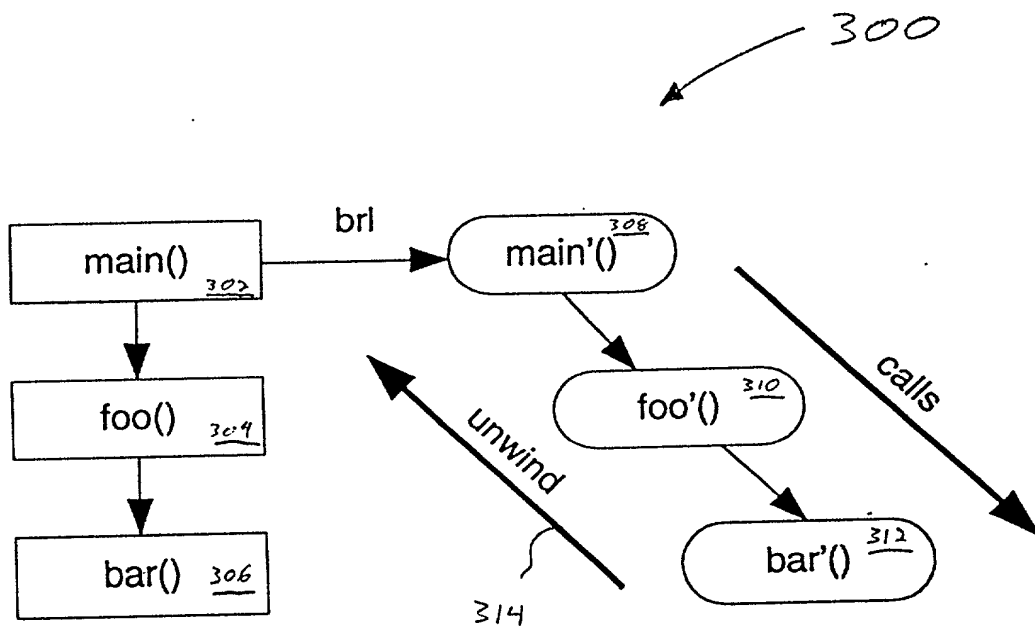 300
brl
main()
302
main'()
308
calls
foo()
304
unwind
foo'()
310
bar()
306
314
bar'()
312